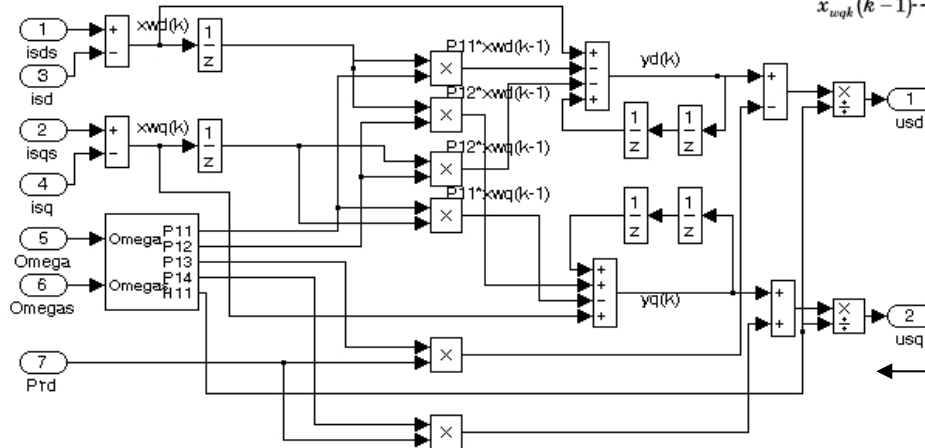 x_{wqk}(k−1)
1
isds
3
isd
2
isqs
4
isq
5
Omega
6
Omegas
7
+
−
xwd(k)
1
z
+
−
xwq(k)
1
z
Omega
Omegas
P11
P12
P13
P14
H11
×
P11*xwd(k-1)
×
P12*xwd(k-1)
×
P12*xwq(k-1)
×
P11*xwq(k-1)
×
×
+
−
−
+
yd(k)
1
z
1
z
1
z
1
z
+
+
−
+
yq(k)
+
−
+
+
×
÷
×
÷
1
usd
2
usq